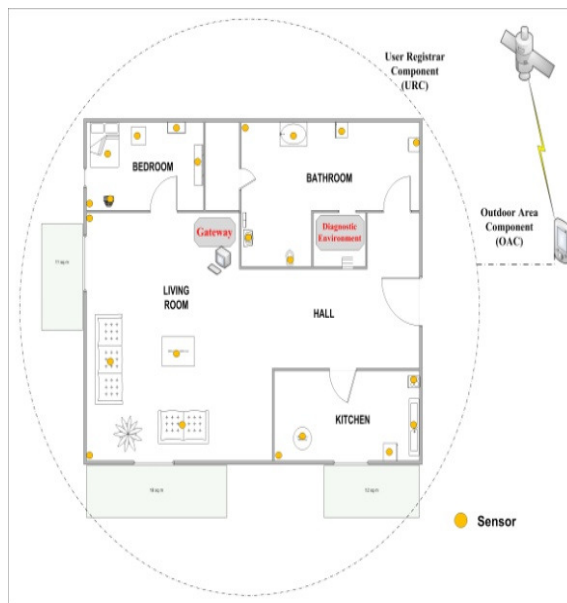 User Registrar
Component
(URC)
BEDROOM
BATHROOM
Gateway
Diagnostic
Environment
Outdoor Area
Component
(OAC)
LIVING
ROOM
HALL
KITCHEN
Sensor